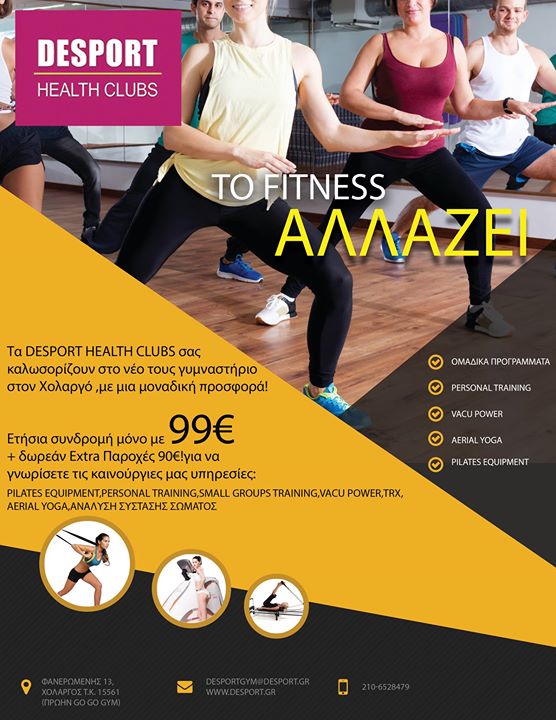 DESPORT
HEALTH CLUBS
ΤΟ FITNESS
ΑΛΛΑΖΕΙ
Τα DESPORT HEALTH CLUBS σας
καλωσορίζουν στο νέο τους γυμναστήριο
στον Χολαργό ,με μια μοναδική προσφορά!
Ετήσια συνδρομή μόνο με 99€
+ δωρεάν Extra Παροχές 90€!για να
γνωρίσετε τις καινούργιες μας υπηρεσίες:
PILATES EQUIPMENT,PERSONAL TRAINING,SMALL GROUPS TRAINING,VACU POWER,TRX,
AERIAL YOGA,ΑΝΑΛΥΣΗ ΣΥΣΤΑΣΗΣ ΣΩΜΑΤΟΣ
ΟΜΑΔΙΚΑ ΠΡΟΓΡΑΜΜΑΤΑ
PERSONAL TRAINING
VACU POWER
AERIAL YOGA
PILATES EQUIPMENT
ΦΑΝΕΡΩΜΕΝΗΣ 13,
ΧΟΛΑΡΓΟΣ Τ.Κ. 15561
(ΠΡΩΗΝ GO GO GYM)
DESPORTGYM@DESPORT.GR
WWW.DESPORT.GR
210-6528479